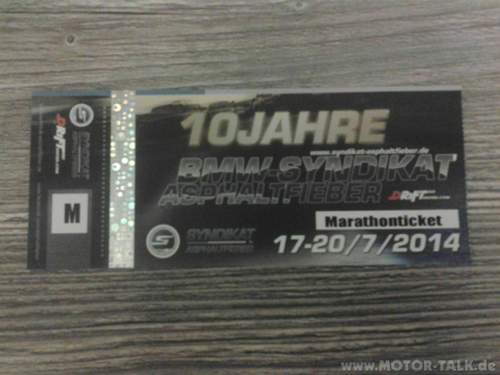 10JAHRE
www.syndikat-asphaltfieber.de
BMW-SYNDIKAT
ASPHALTFIEBER
Marathonticket
SYNDIKAT
ASPHALTFIEBER
17-20/7/2014
M
SYNDIKAT
www.MOTOR-TALK.de